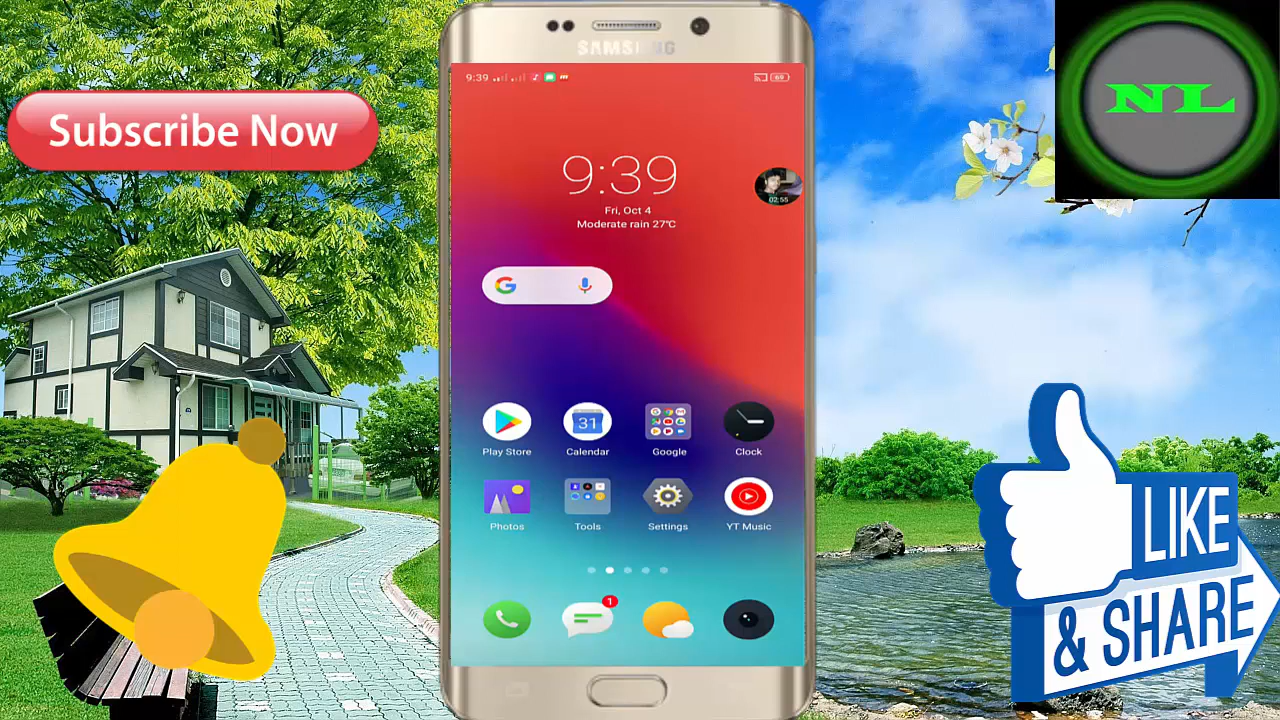 SAMSUNG
9:39
69
Subscribe Now
NL
9:39
Fri, Oct 4
Moderate rain 27°C
02:55
G
31
Play Store
Calendar
Google
Clock
Photos
Tools
Settings
YT Music
1
LIKE
& SHARE